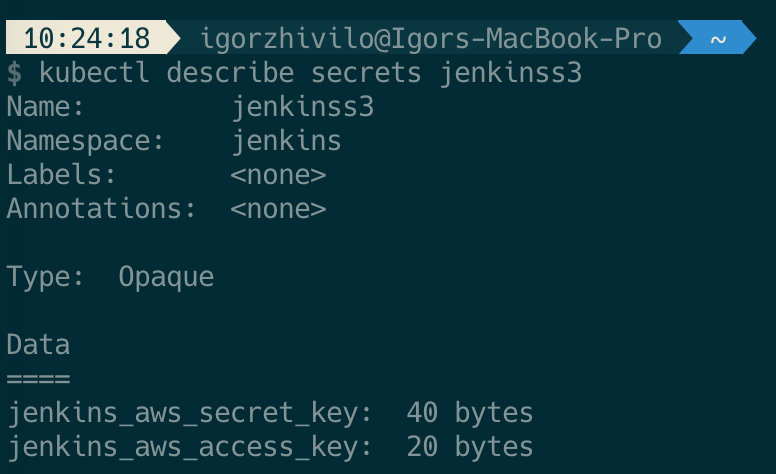 10:24:18 igorzhivilo@Igors-MacBook-Pro ~
$ kubectl describe secrets jenkinss3
Name:         jenkinss3
Namespace:    jenkins
Labels:       <none>
Annotations:  <none>
Type:  Opaque
Data
====
jenkins_aws_secret_key:  40 bytes
jenkins_aws_access_key:  20 bytes